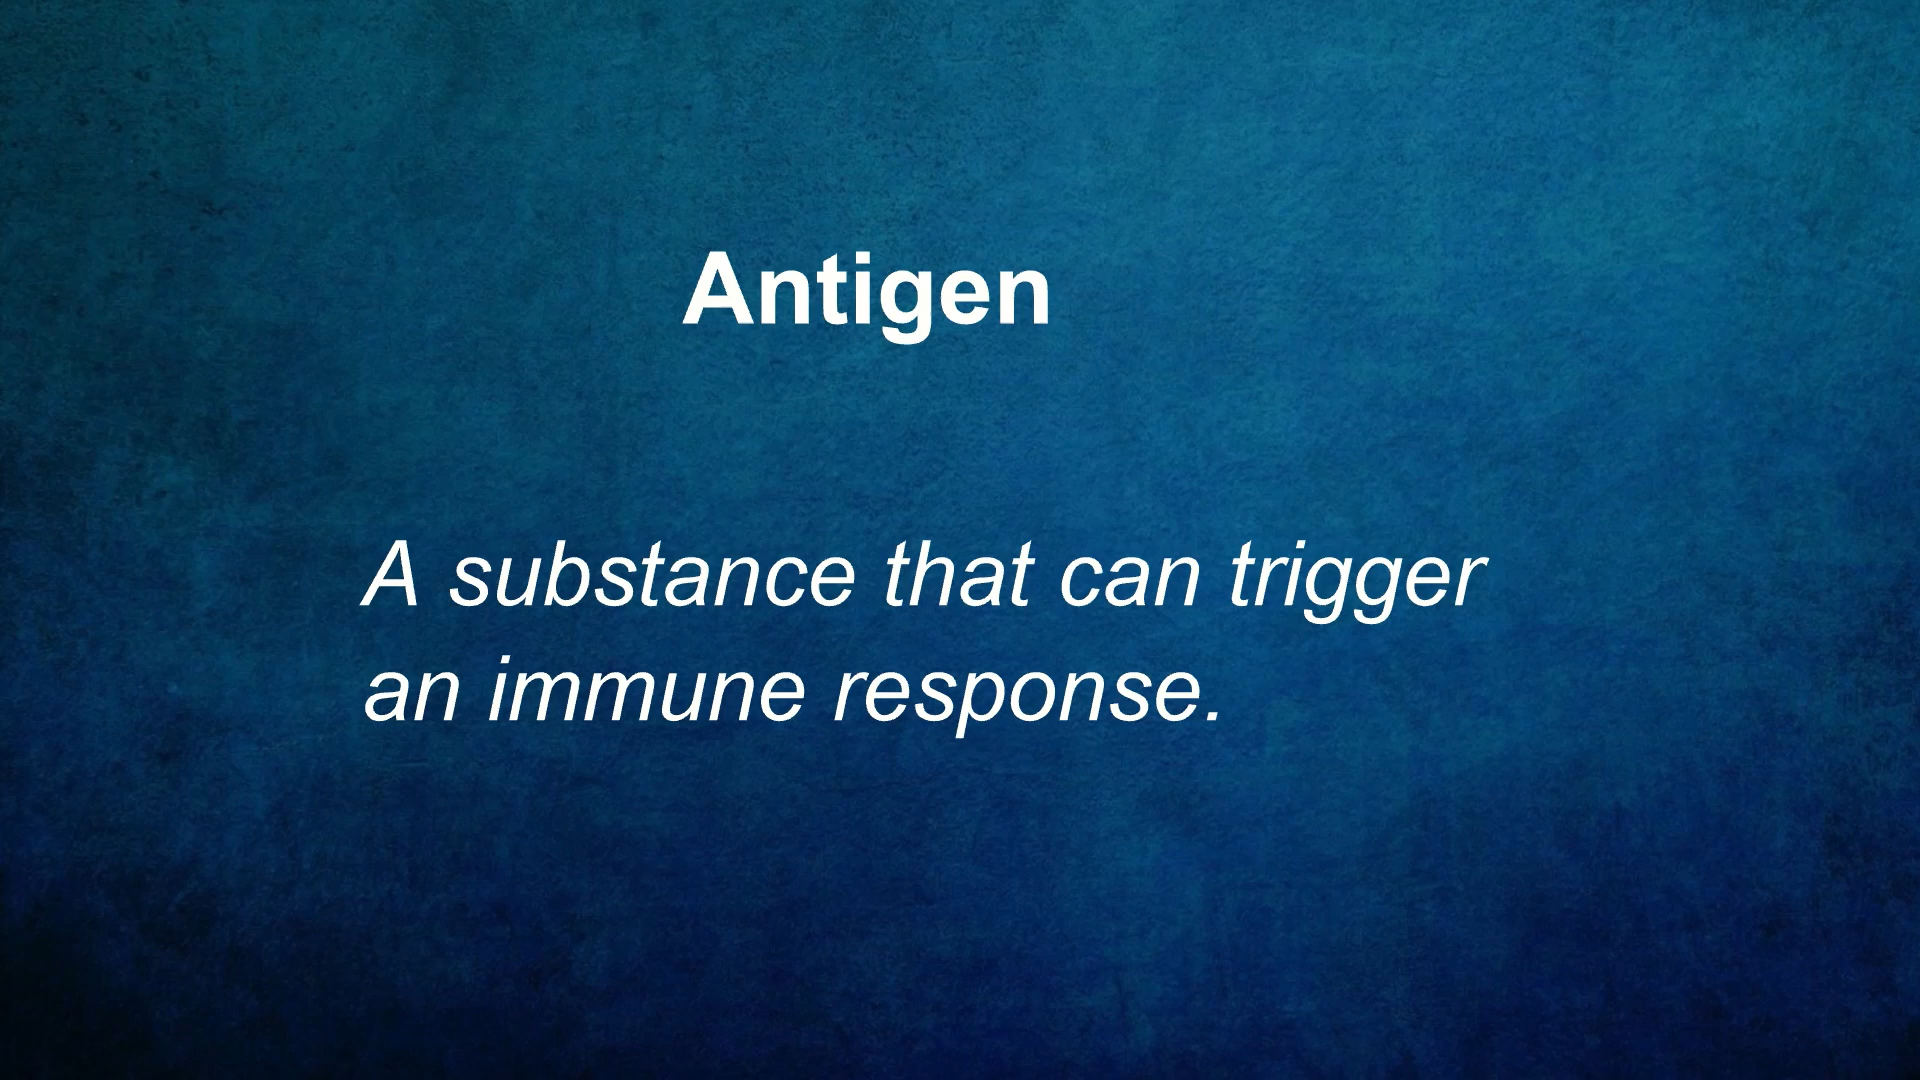 Antigen
A substance that can trigger
an immune response.